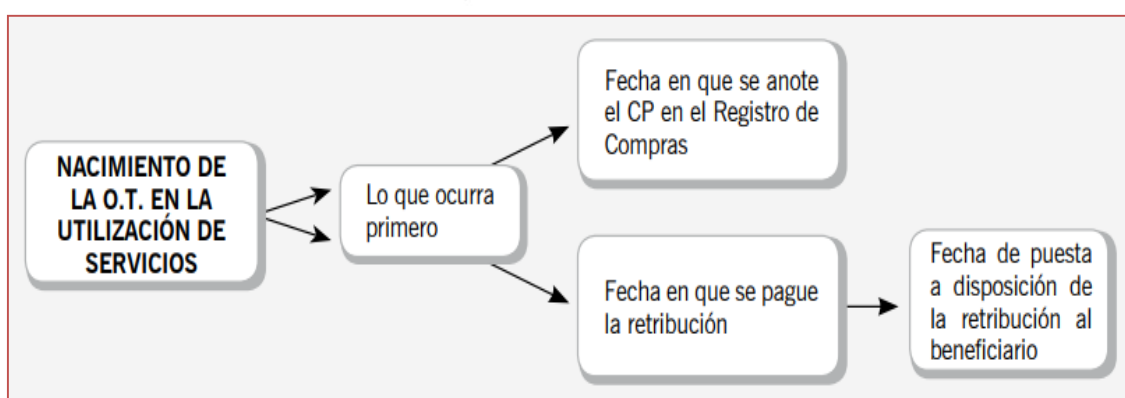 NACIMIENTO DE
LA O.T. EN LA
UTILIZACIÓN DE
SERVICIOS
Lo que ocurra
primero
Fecha en que se anote
el CP en el Registro de
Compras
Fecha en que se pague
la retribución
Fecha de puesta
a disposición de
la retribución al
beneficiario